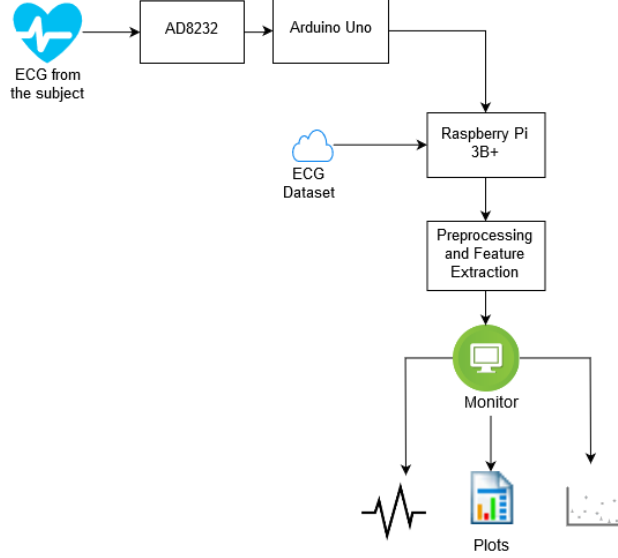 AD8232
Arduino Uno
ECG from
the subject
Raspberry Pi
3B+
ECG
Dataset
Preprocessing
and Feature
Extraction
Monitor
Plots